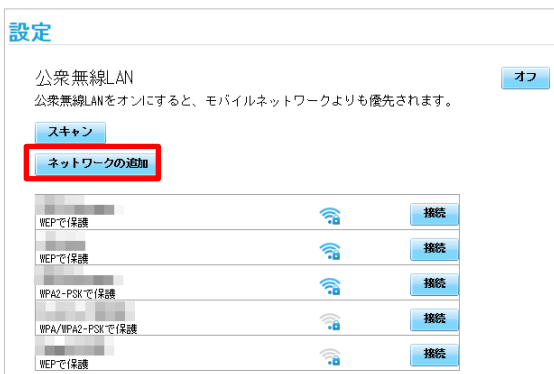 設定
公衆無線LAN
オフ
公衆無線LANをオンにすると、モバイルネットワークよりも優先されます。
スキャン
ネットワークの追加
接続
WEPで保護
接続
WEPで保護
接続
WPA2-PSKで保護
接続
WPA/WPA2-PSKで保護
接続
WEPで保護